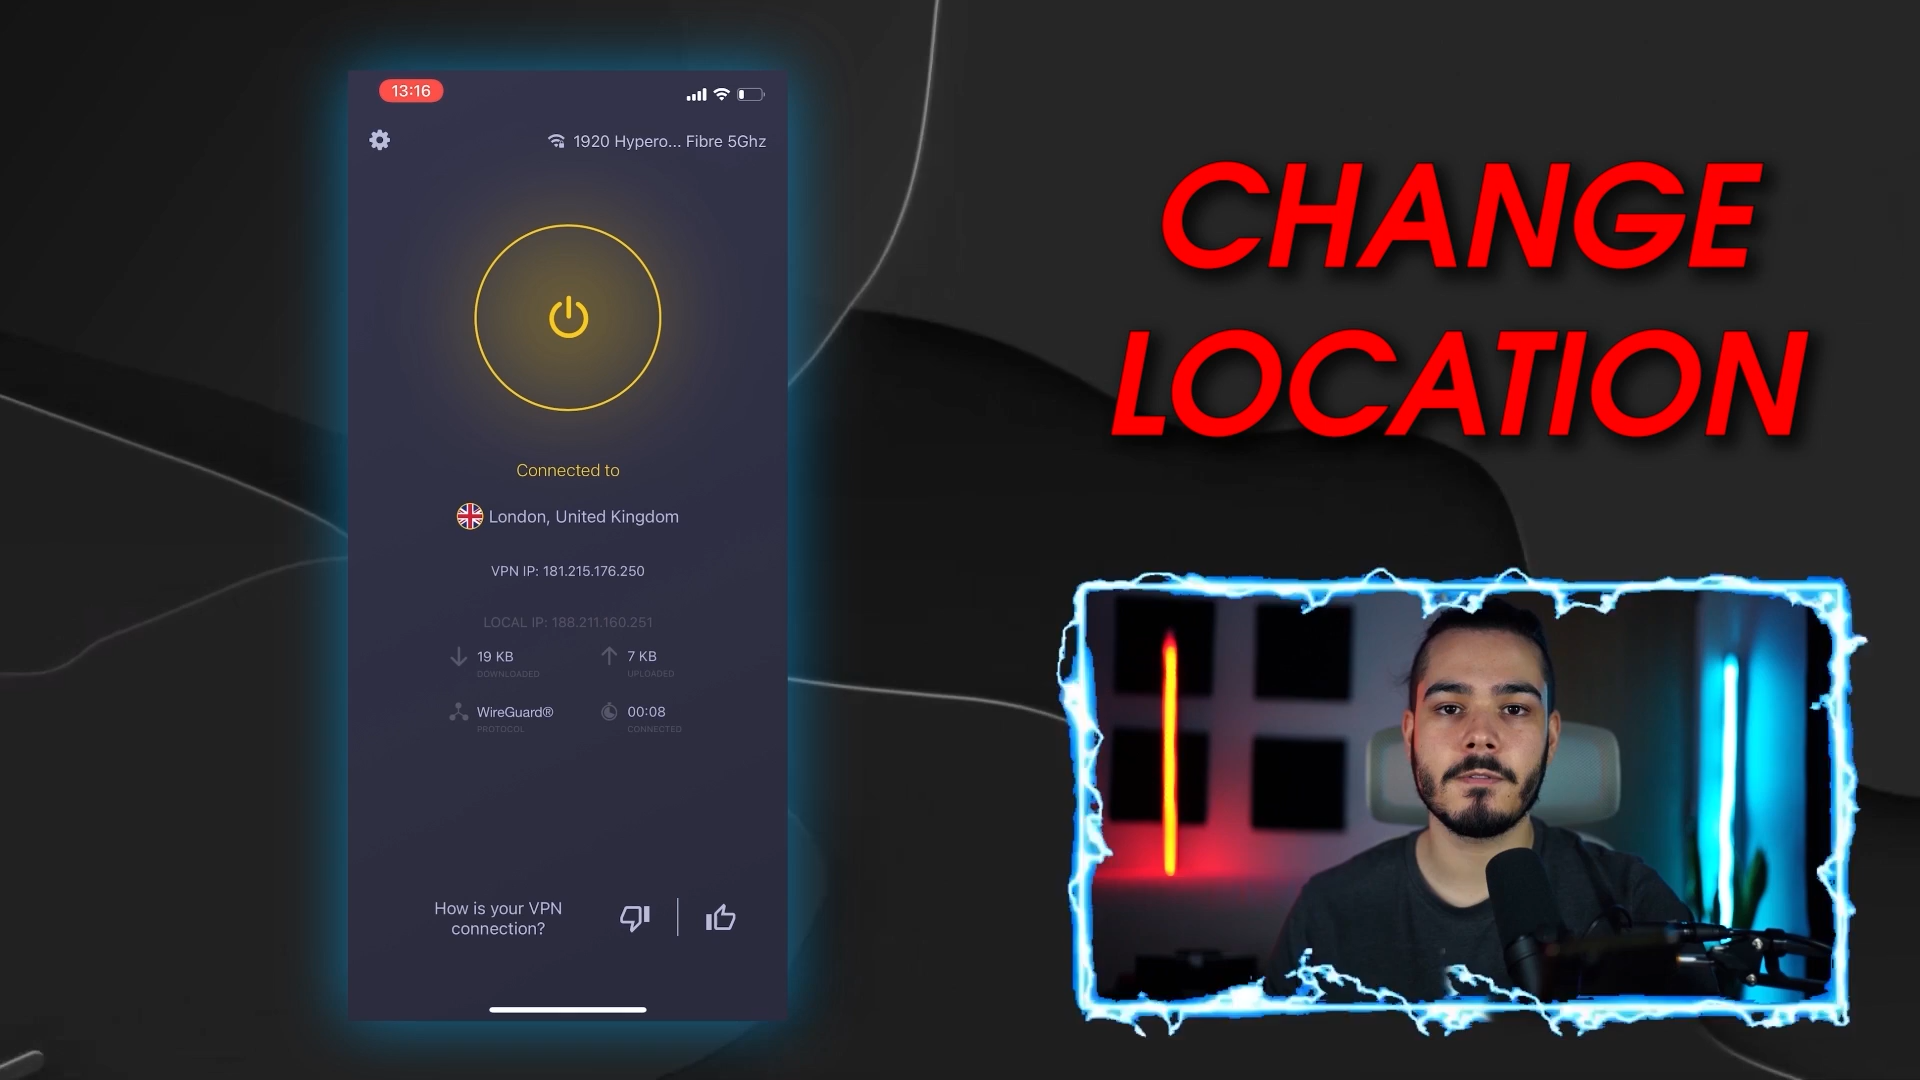 13:16
1920 Hypero... Fibre 5Ghz
CHANGE
LOCATION
Connected to
London, United Kingdom
VPN IP: 181.215.176.250
LOCAL IP: 188.211.160.251
19 KB
DOWNLOADED
7 KB
UPLOADED
WireGuard®
PROTOCOL
00:08
CONNECTED
How is your VPN
connection?